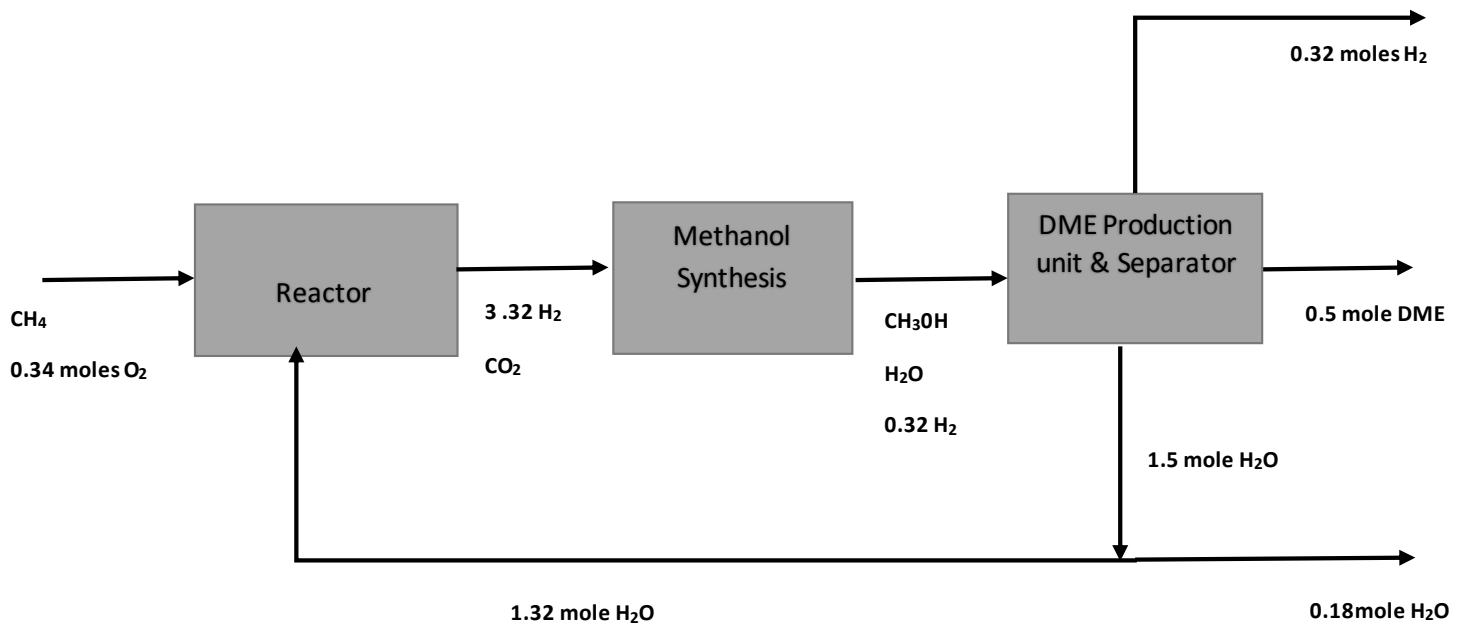 0.32 moles H₂
Reactor
Methanol
Synthesis
DME Production
unit & Separator
CH₄
0.34 moles O₂
3 .32 H₂
CO₂
CH₃0H
H₂O
0.32 H₂
0.5 mole DME
1.5 mole H₂O
1.32 mole H₂O
0.18mole H₂O